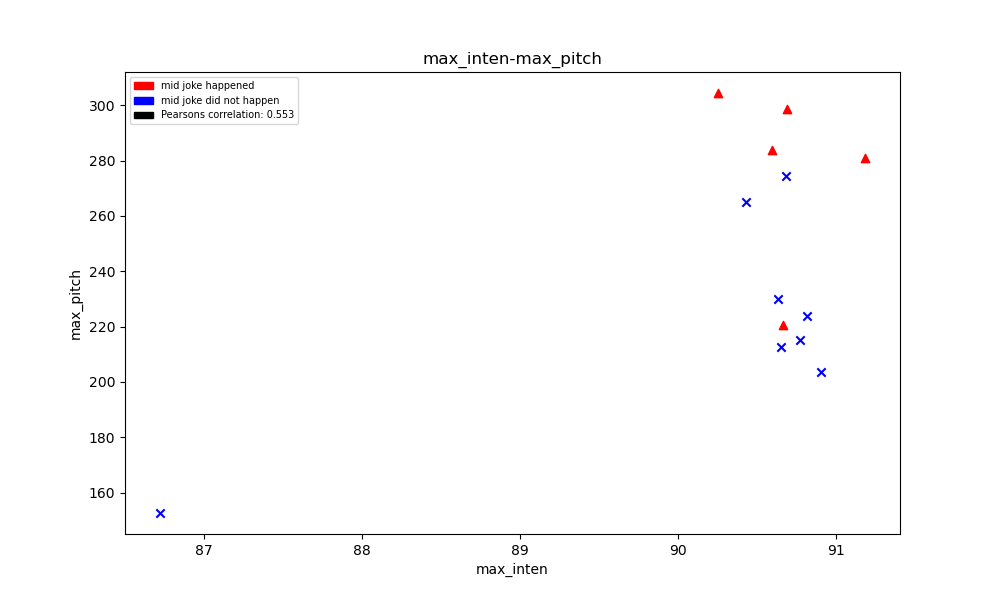 max_inten-max_pitch
mid joke happened
mid joke did not happen
Pearsons correlation: 0.553
300
280
260
240
220
200
180
160
max_pitch
87
88
89
90
91
max_inten